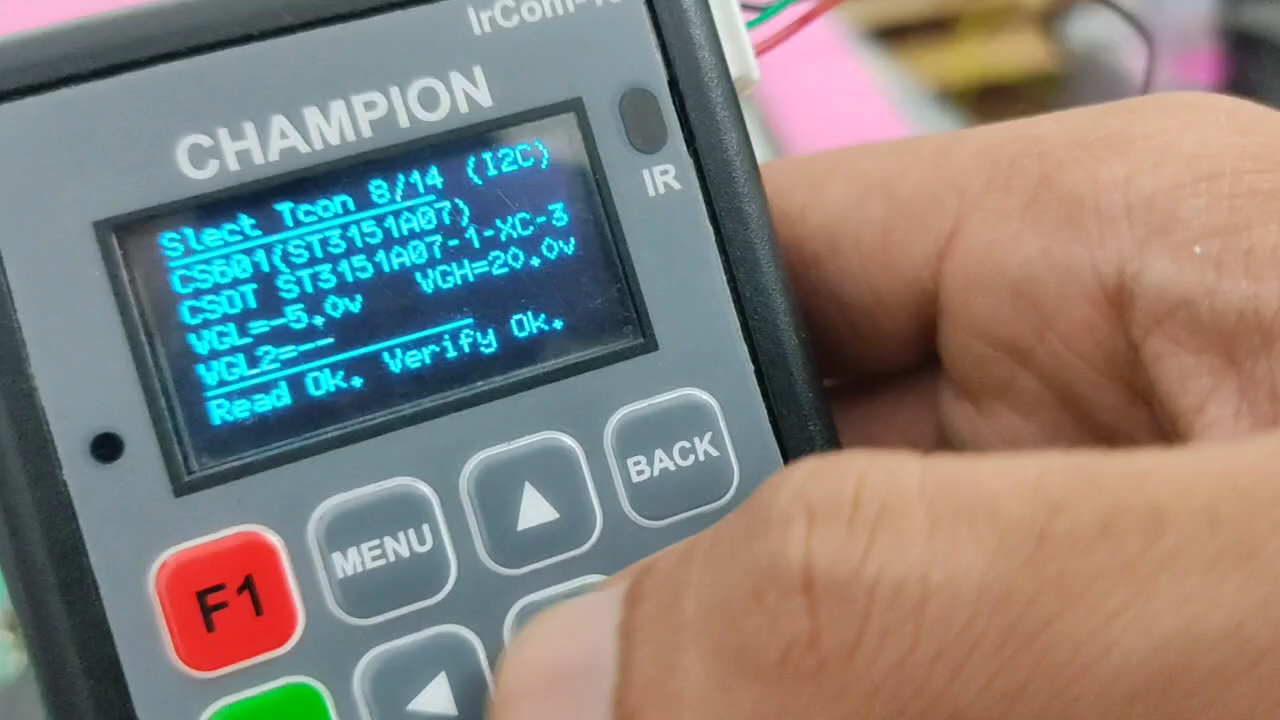 CHAMPION
IR
Slect Tcon 8/14 (I2C)
CS601(ST3151A07)
CSOT ST3151A07-1-XC-3
VGL=-5.0v VGH=20.0v
VGL2=--
Read Ok. Verify Ok.
BACK
MENU
F1